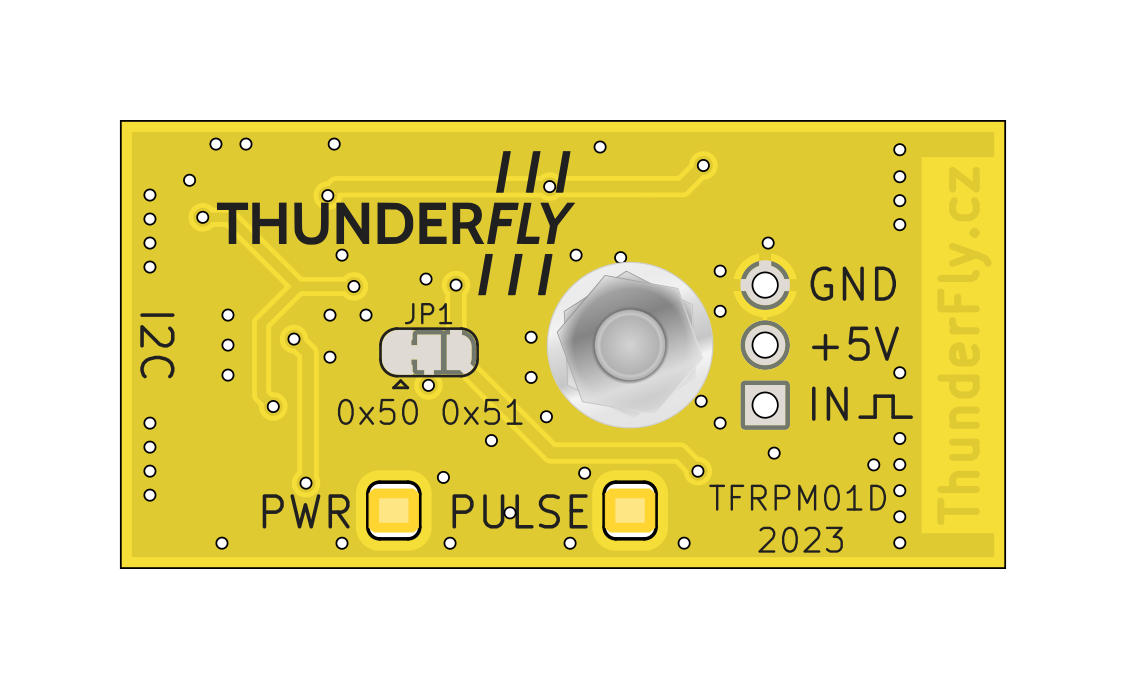 THUNDERFLY
I2C
JP1
0x50 0x51
GND
+5V
IN
PWR
PULSE
TFRPM01D
2023
ThunderFly.cz